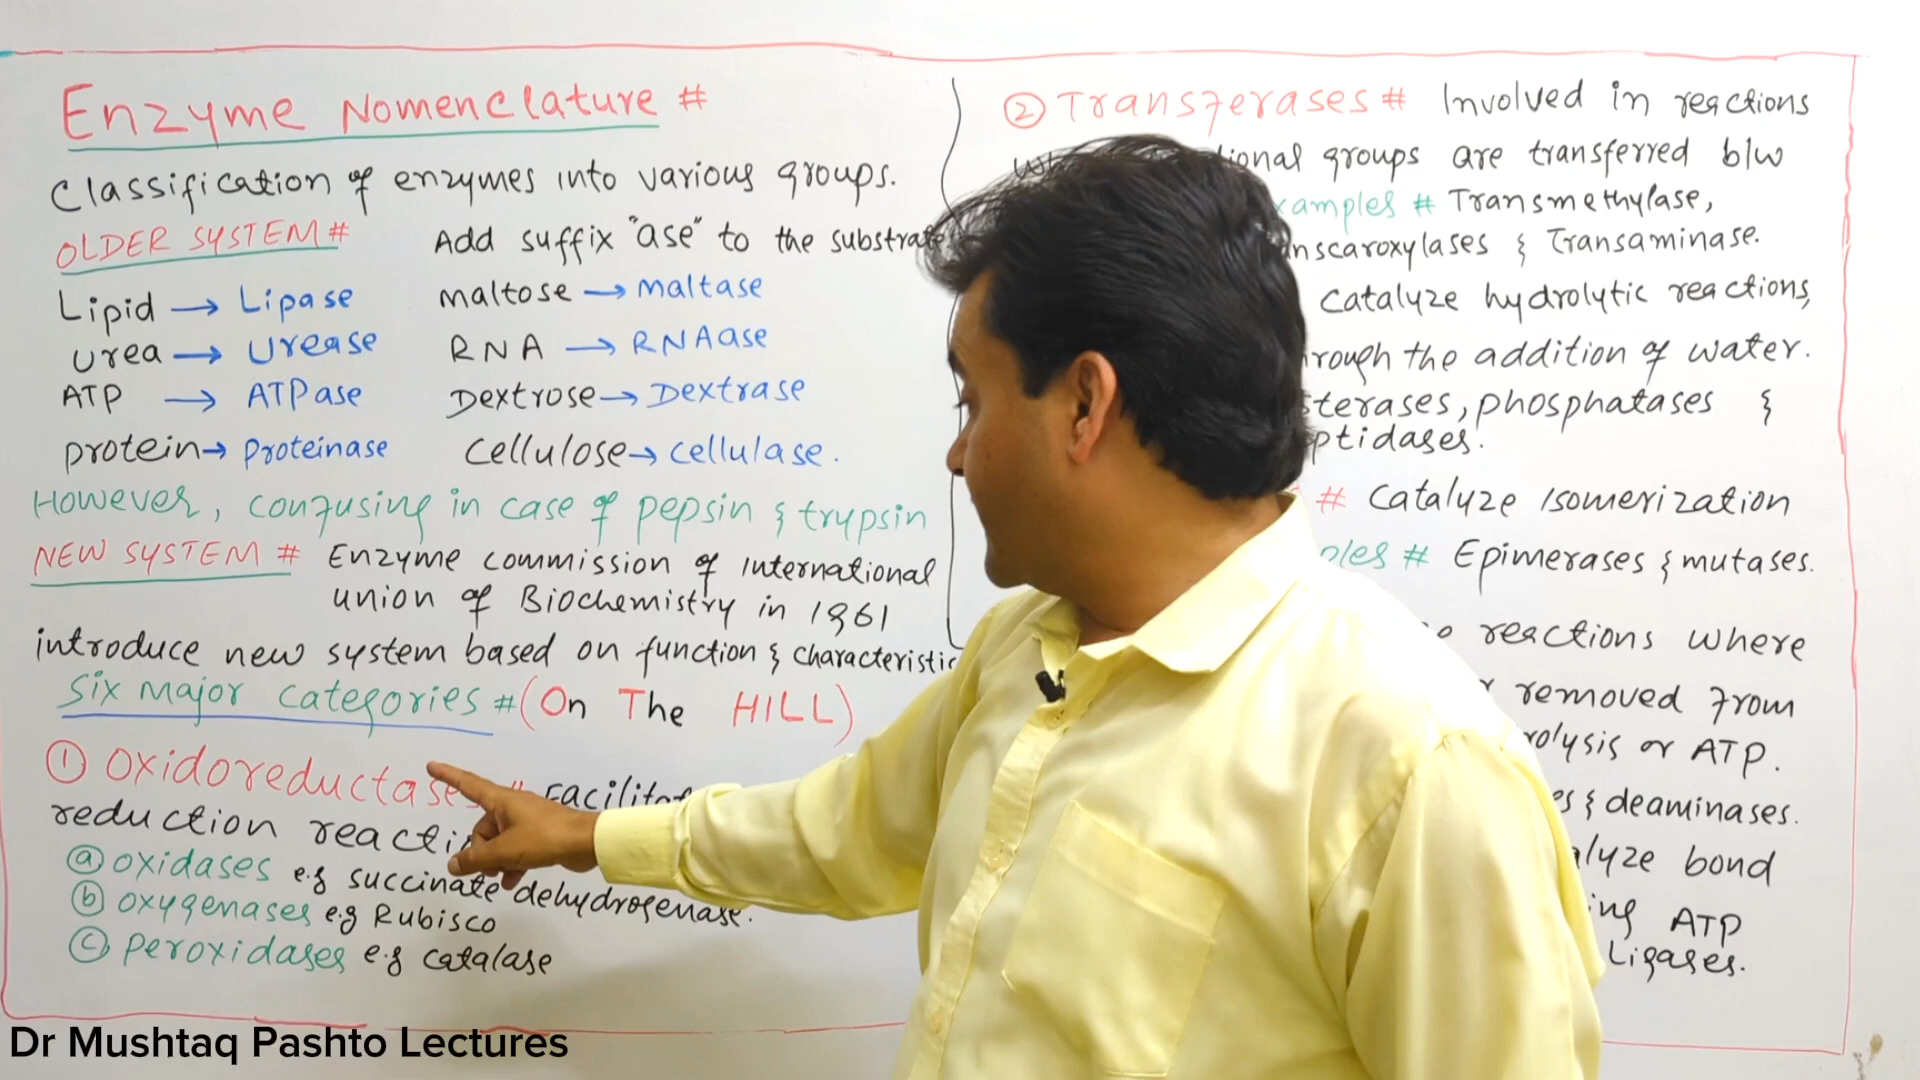 Enzyme Nomenclature #
Classification of enzymes into various groups.
OLDER SYSTEM # Add suffix "ase" to the substrate
Lipid → Lipase maltose → maltase
Urea → Urease RNA → RNAase
ATP → ATPase Dextrose → Dextrase
protein → Proteinase Cellulose → cellulase.
However, confusing in case of pepsin & trypsin
NEW SYSTEM # Enzyme commission of International
union of Biochemistry in 1961
introduce new system based on function & characteristic
Six Major Categories # (On The HILL)
① Oxidoreductases # Facilitat
reduction reacti
ⓐ oxidases e.g succinate dehydrogenase.
ⓑ oxygenases e.g Rubisco
ⓒ peroxidases e.g catalase
② Transferases # Involved in reactions
ional groups are transferred b/w
xamples # Transmethylase,
nscaroxylases & Transaminase.
Catalyze hydrolytic reactions,
rough the addition of water.
sterases, phosphatases &
ptidases.
# Catalyze Isomerization
ples # Epimerases & mutases.
reactions where
removed from
rolysis or ATP.
es & deaminases.
alyze bond
ing ATP
Ligases.
Dr Mushtaq Pashto Lectures